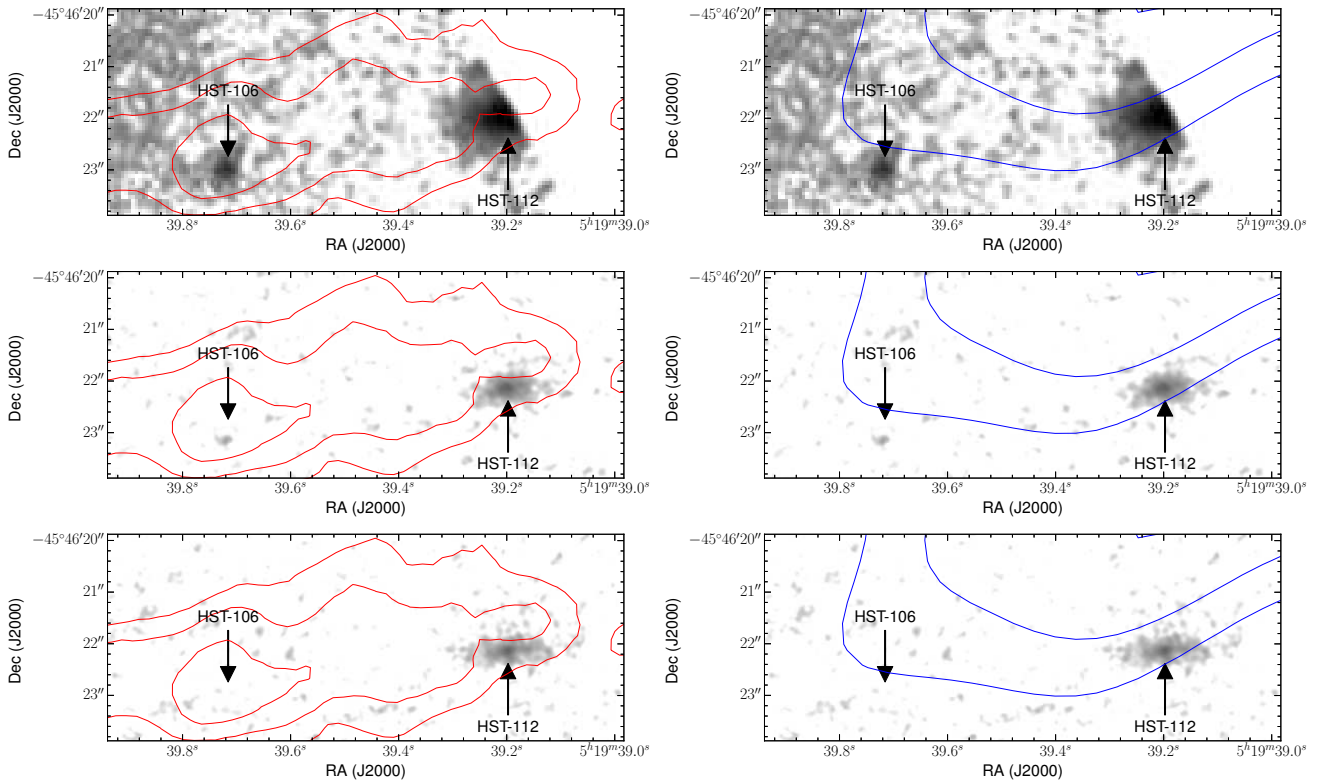 −45°46′20″
21″
22″
23″
Dec (J2000)
HST-106
HST-112
39.8ˢ
39.6ˢ
39.4ˢ
39.2ˢ
5ʰ19ᵐ39.0ˢ
RA (J2000)
−45°46′20″
21″
22″
23″
Dec (J2000)
HST-106
HST-112
39.8ˢ
39.6ˢ
39.4ˢ
39.2ˢ
5ʰ19ᵐ39.0ˢ
RA (J2000)
−45°46′20″
21″
22″
23″
Dec (J2000)
HST-106
HST-112
39.8ˢ
39.6ˢ
39.4ˢ
39.2ˢ
5ʰ19ᵐ39.0ˢ
RA (J2000)
−45°46′20″
21″
22″
23″
Dec (J2000)
HST-106
HST-112
39.8ˢ
39.6ˢ
39.4ˢ
39.2ˢ
5ʰ19ᵐ39.0ˢ
RA (J2000)
−45°46′20″
21″
22″
23″
Dec (J2000)
HST-106
HST-112
39.8ˢ
39.6ˢ
39.4ˢ
39.2ˢ
5ʰ19ᵐ39.0ˢ
RA (J2000)
−45°46′20″
21″
22″
23″
Dec (J2000)
HST-106
HST-112
39.8ˢ
39.6ˢ
39.4ˢ
39.2ˢ
5ʰ19ᵐ39.0ˢ
RA (J2000)